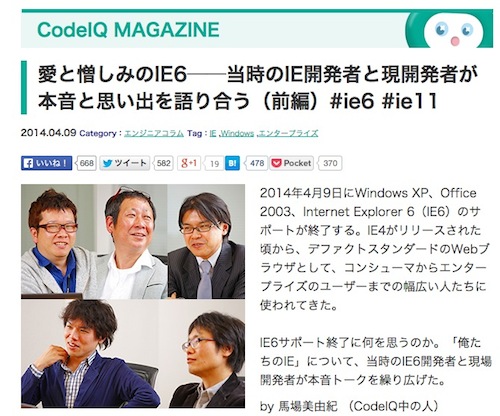 CodeIQ MAGAZINE
愛と憎しみのIE6──当時のIE開発者と現開発者が
本音と思い出を語り合う（前編）#ie6 #ie11
2014.04.09 Category：エンジニアコラム Tag：IE ,Windows ,エンタープライズ
いいね！ 668 ツイート 582 +1 19 B! 478 Pocket 370
2014年4月9日にWindows XP、Office
2003、Internet Explorer 6（IE6）のサ
ポートが終了する。IE4がリリースされた
頃から、デファクトスタンダードのWebブ
ラウザとして、コンシューマからエンター
プライズのユーザーまでの幅広い人たちに
使われてきた。
IE6サポート終了に何を思うのか。「俺た
ちのIE」について、当時のIE6開発者と現場
開発者が本音トークを繰り広げた。
by 馬場美由紀 （CodeIQ中の人）